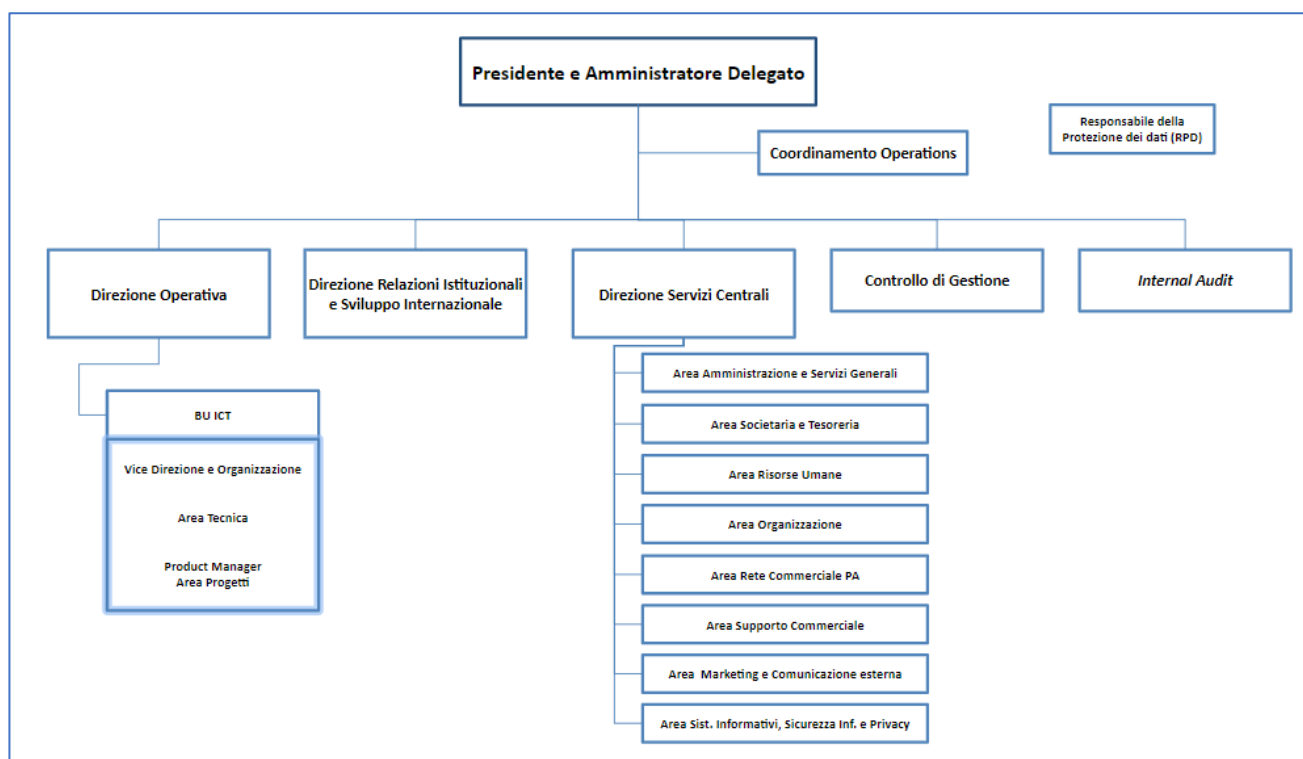 Presidente e Amministratore Delegato
Responsabile della
Protezione dei dati (RPD)
Coordinamento Operations
Direzione Operativa
Direzione Relazioni Istituzionali
e Sviluppo Internazionale
Direzione Servizi Centrali
Controllo di Gestione
Internal Audit
BU ICT
Vice Direzione e Organizzazione
Area Tecnica
Product Manager
Area Progetti
Area Amministrazione e Servizi Generali
Area Societaria e Tesoreria
Area Risorse Umane
Area Organizzazione
Area Rete Commerciale PA
Area Supporto Commerciale
Area Marketing e Comunicazione esterna
Area Sist. Informativi, Sicurezza Inf. e Privacy